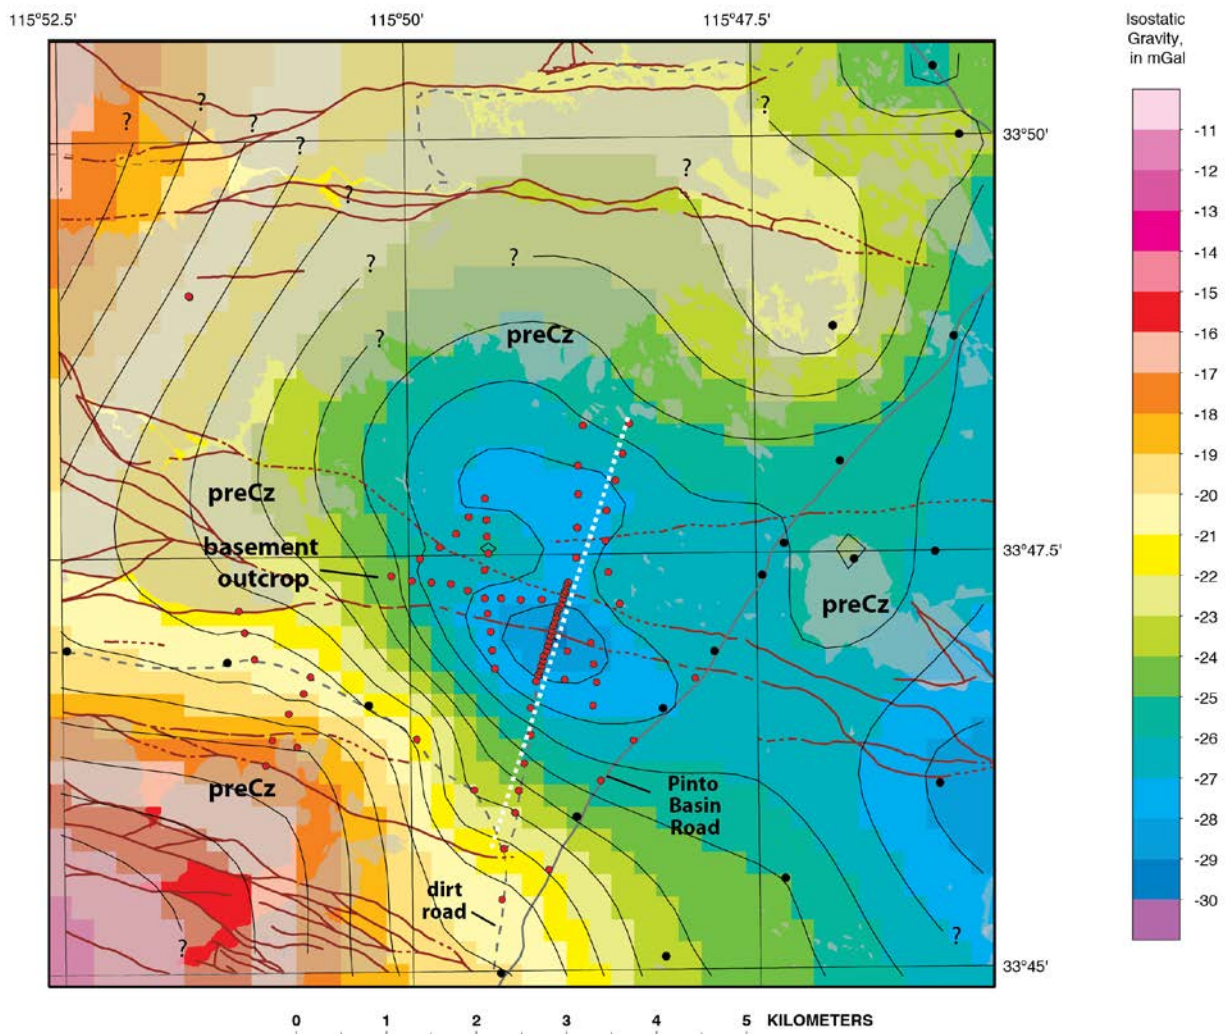 115°52.5'
115°50'
115°47.5'
Isostatic
Gravity,
in mGal
?
?
?
?
?
?
?
?
?
?
?
33°50'
-11
-12
-13
-14
-15
-16
-17
-18
-19
-20
-21
-22
-23
-24
-25
-26
-27
-28
-29
-30
preCz
preCz
basement
outcrop
33°47.5'
preCz
preCz
Pinto
Basin
Road
dirt
road
?
?
33°45'
0 1 2 3 4 5 KILOMETERS